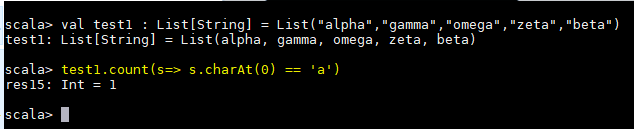 scala> val test1 : List[String] = List("alpha","gamma","omega","zeta","beta")
test1: List[String] = List(alpha, gamma, omega, zeta, beta)
scala> test1.count(s=> s.charAt(0) == 'a')
res15: Int = 1
scala>